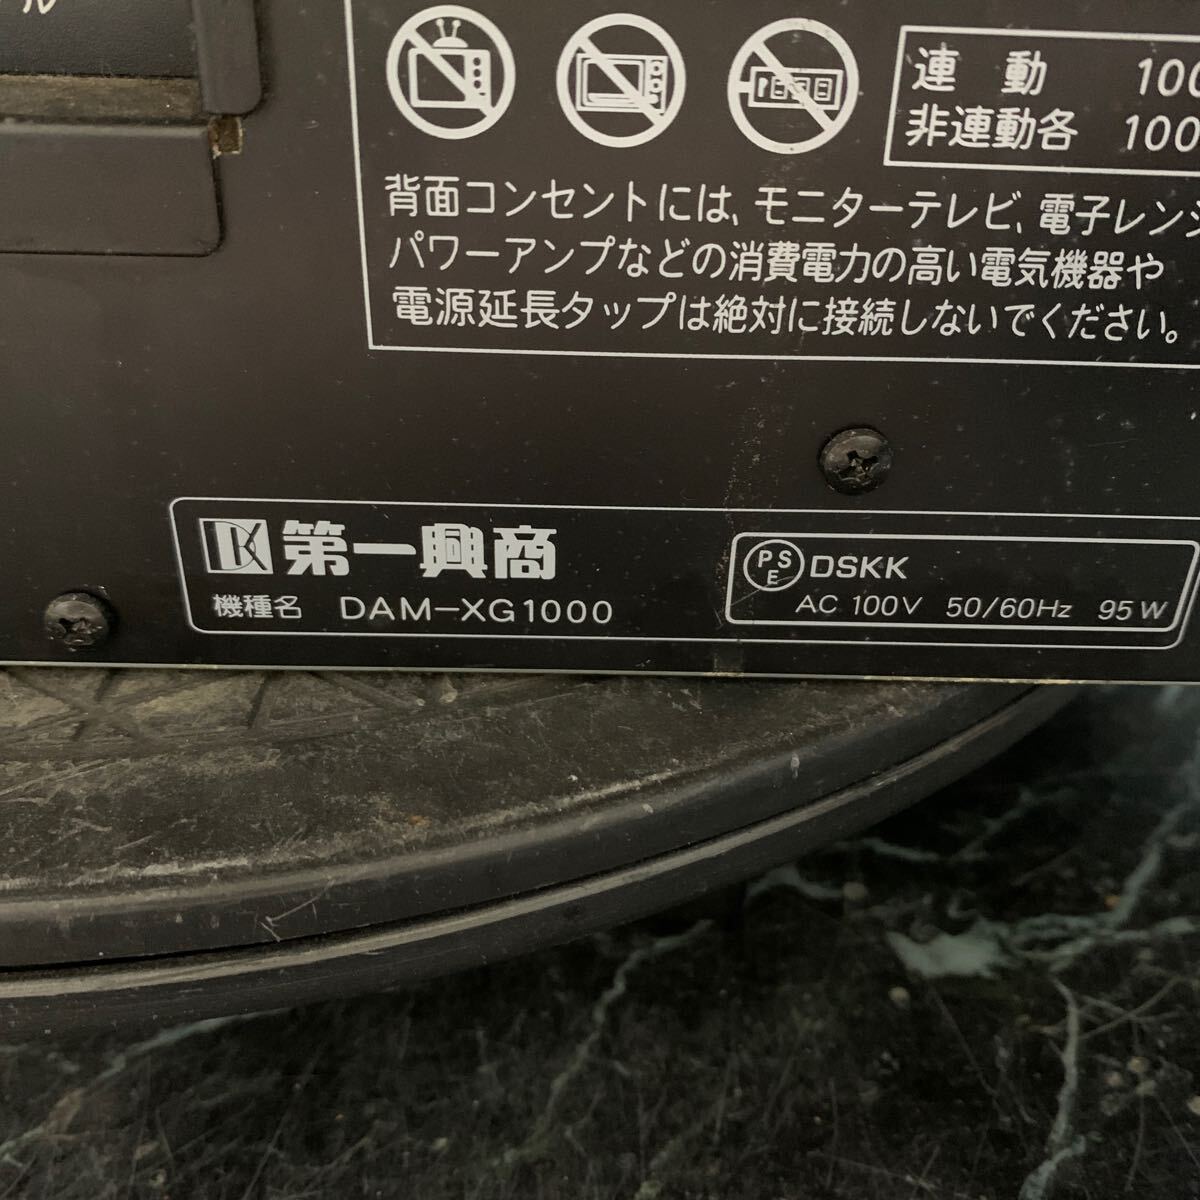 ル
連 動 100
非連動各 100
背面コンセントには、モニターテレビ、電子レンジ
パワーアンプなどの消費電力の高い電気機器や
電源延長タップは絶対に接続しないでください。
DK 第一興商
機種名 DAM-XG1000
PSE DSKK
AC 100V 50/60Hz 95W